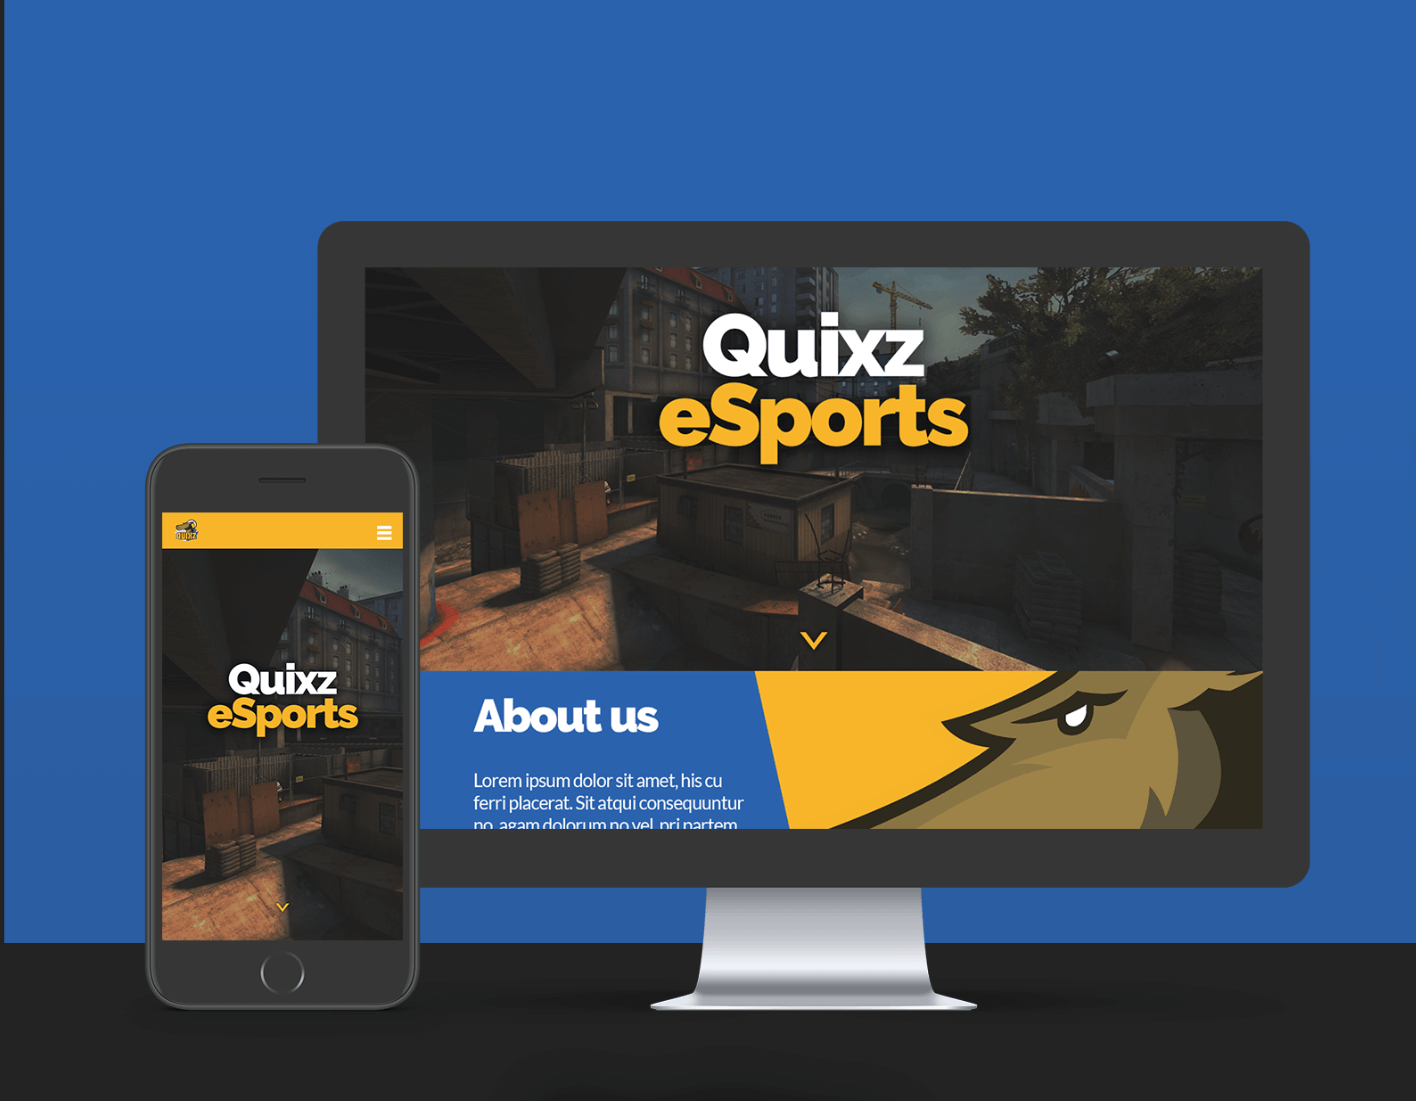 Quixz
eSports
QUIXZ
Quixz
eSports
About us
Lorem ipsum dolor sit amet, his cu
ferri placerat. Sit atqui consequuntur
no, agam dolorum no vel, pri partem